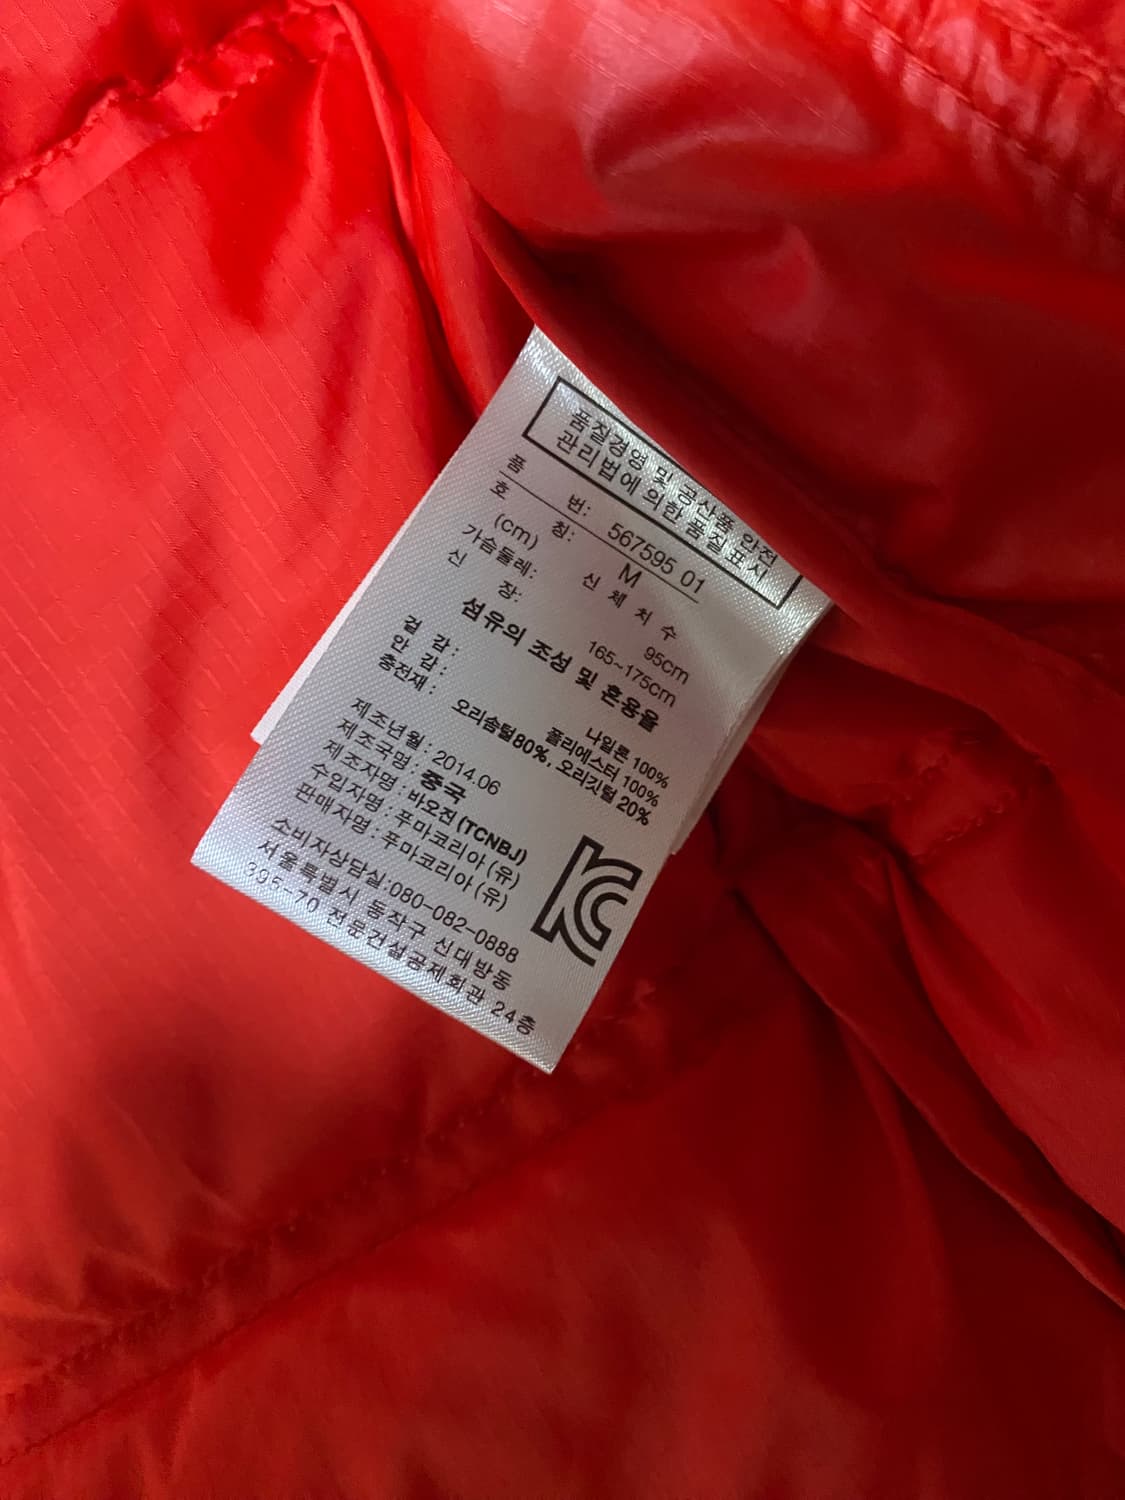 품질경영 및 공산품 안전
관리법에 의한 품질표시
품 번: 567595 01
호 칭: M
(cm) 신 체 치 수
가슴둘레: 95cm
신 장: 165~175cm
섬유의 조성 및 혼용율
겉 감: 나일론 100%
안 감: 폴리에스터 100%
충전재: 오리솜털80%, 오리깃털 20%
제조년월: 2014.06
제조국명: 중국
제조자명: 바오전(TCNBJ)
수입자명: 푸마코리아(유)
판매자명: 푸마코리아(유)
소비자상담실:080-082-0888
서울특별시 동작구 신대방동
395-70 전문건설공제회관 24층
KC